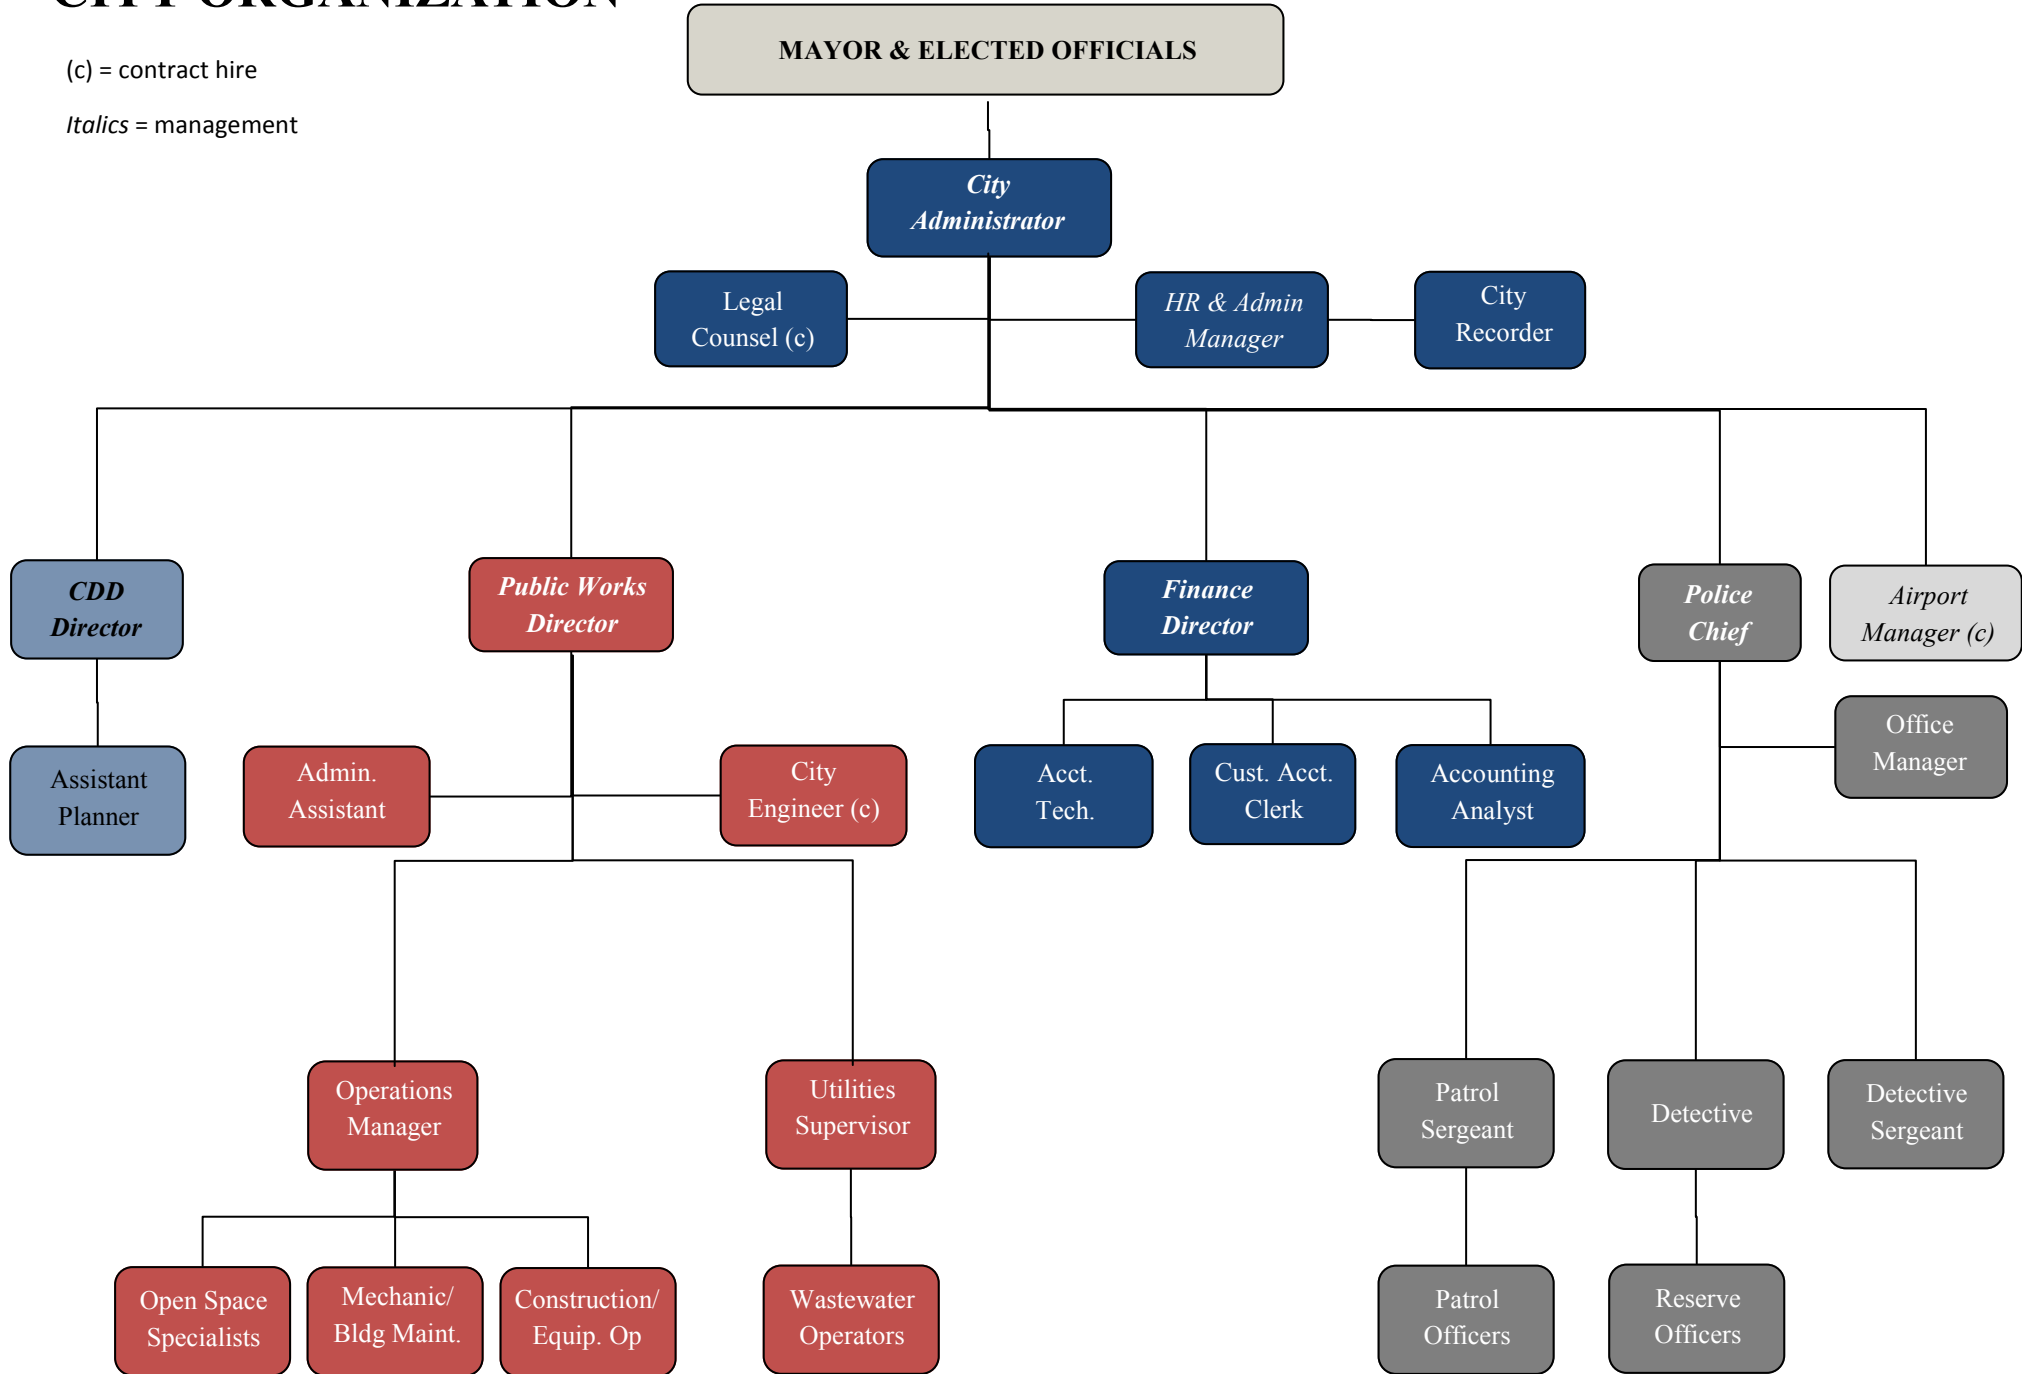 CITY ORGANIZATION
(c) = contract hire
Italics = management
MAYOR & ELECTED OFFICIALS
City
Administrator
Legal
Counsel (c)
HR & Admin
Manager
City
Recorder
CDD
Director
Public Works
Director
Finance
Director
Police
Chief
Airport
Manager (c)
Assistant
Planner
Admin.
Assistant
City
Engineer (c)
Acct.
Tech.
Cust. Acct.
Clerk
Accounting
Analyst
Office
Manager
Operations
Manager
Utilities
Supervisor
Patrol
Sergeant
Detective
Detective
Sergeant
Open Space
Specialists
Mechanic/
Bldg Maint.
Construction/
Equip. Op
Wastewater
Operators
Patrol
Officers
Reserve
Officers